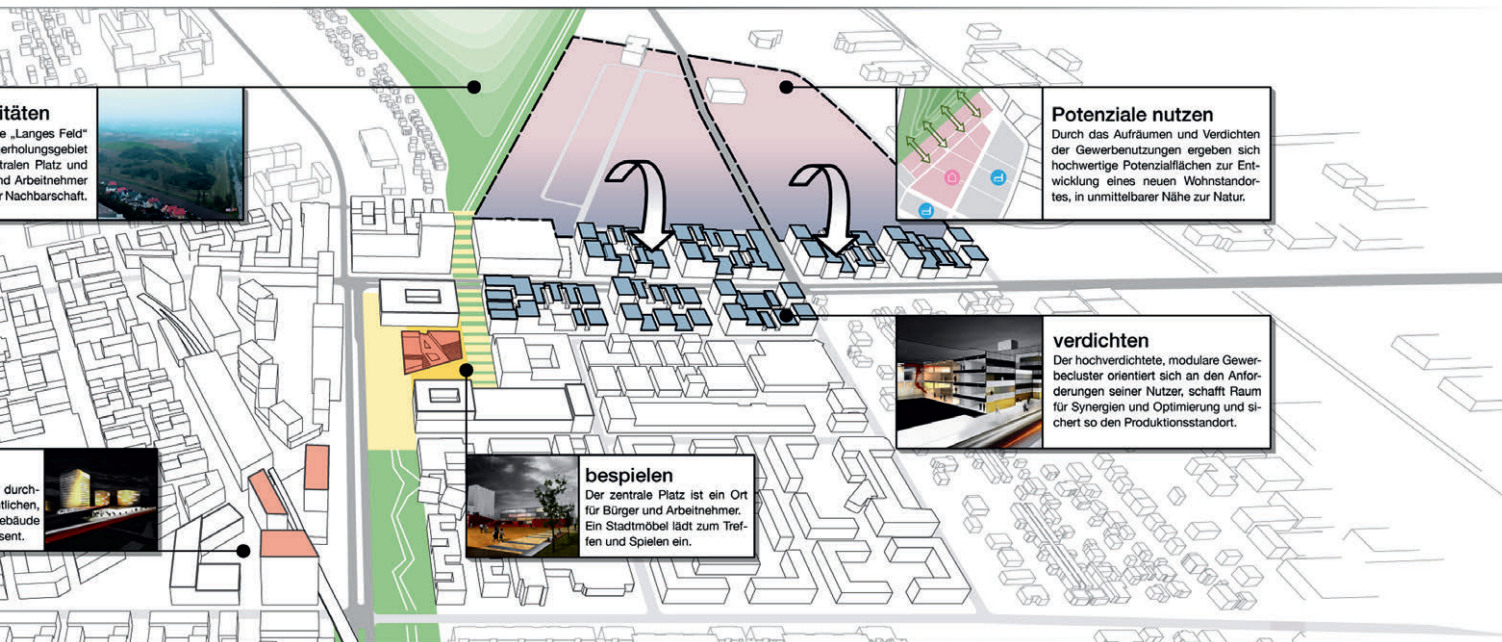 itäten
e „Langes Feld“
erholungsgebiet
tralen Platz und
nd Arbeitnehmer
r Nachbarschaft.
Potenziale nutzen
Durch das Aufräumen und Verdichten
der Gewerbenutzungen ergeben sich
hochwertige Potenzialflächen zur Ent-
wicklung eines neuen Wohnstandor-
tes, in unmittelbarer Nähe zur Natur.
verdichten
Der hochverdichtete, modulare Gewer-
becluster orientiert sich an den Anfor-
derungen seiner Nutzer, schafft Raum
für Synergien und Optimierung und si-
chert so den Produktionsstandort.
durch-
tlichen,
ebäude
sent.
bespielen
Der zentrale Platz ist ein Ort
für Bürger und Arbeitnehmer.
Ein Stadtmöbel lädt zum Tref-
fen und Spielen ein.